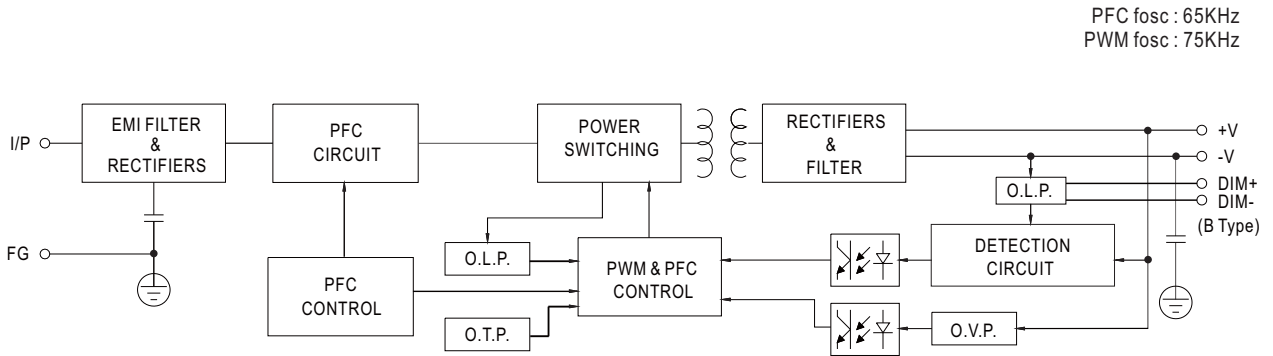 PFC fosc : 65KHz
PWM fosc : 75KHz
I/P
EMI FILTER
&
RECTIFIERS
PFC
CIRCUIT
POWER
SWITCHING
RECTIFIERS
&
FILTER
+V
-V
O.L.P.
DIM+
DIM-
(B Type)
FG
O.L.P.
PFC
CONTROL
PWM & PFC
CONTROL
DETECTION
CIRCUIT
O.T.P.
O.V.P.